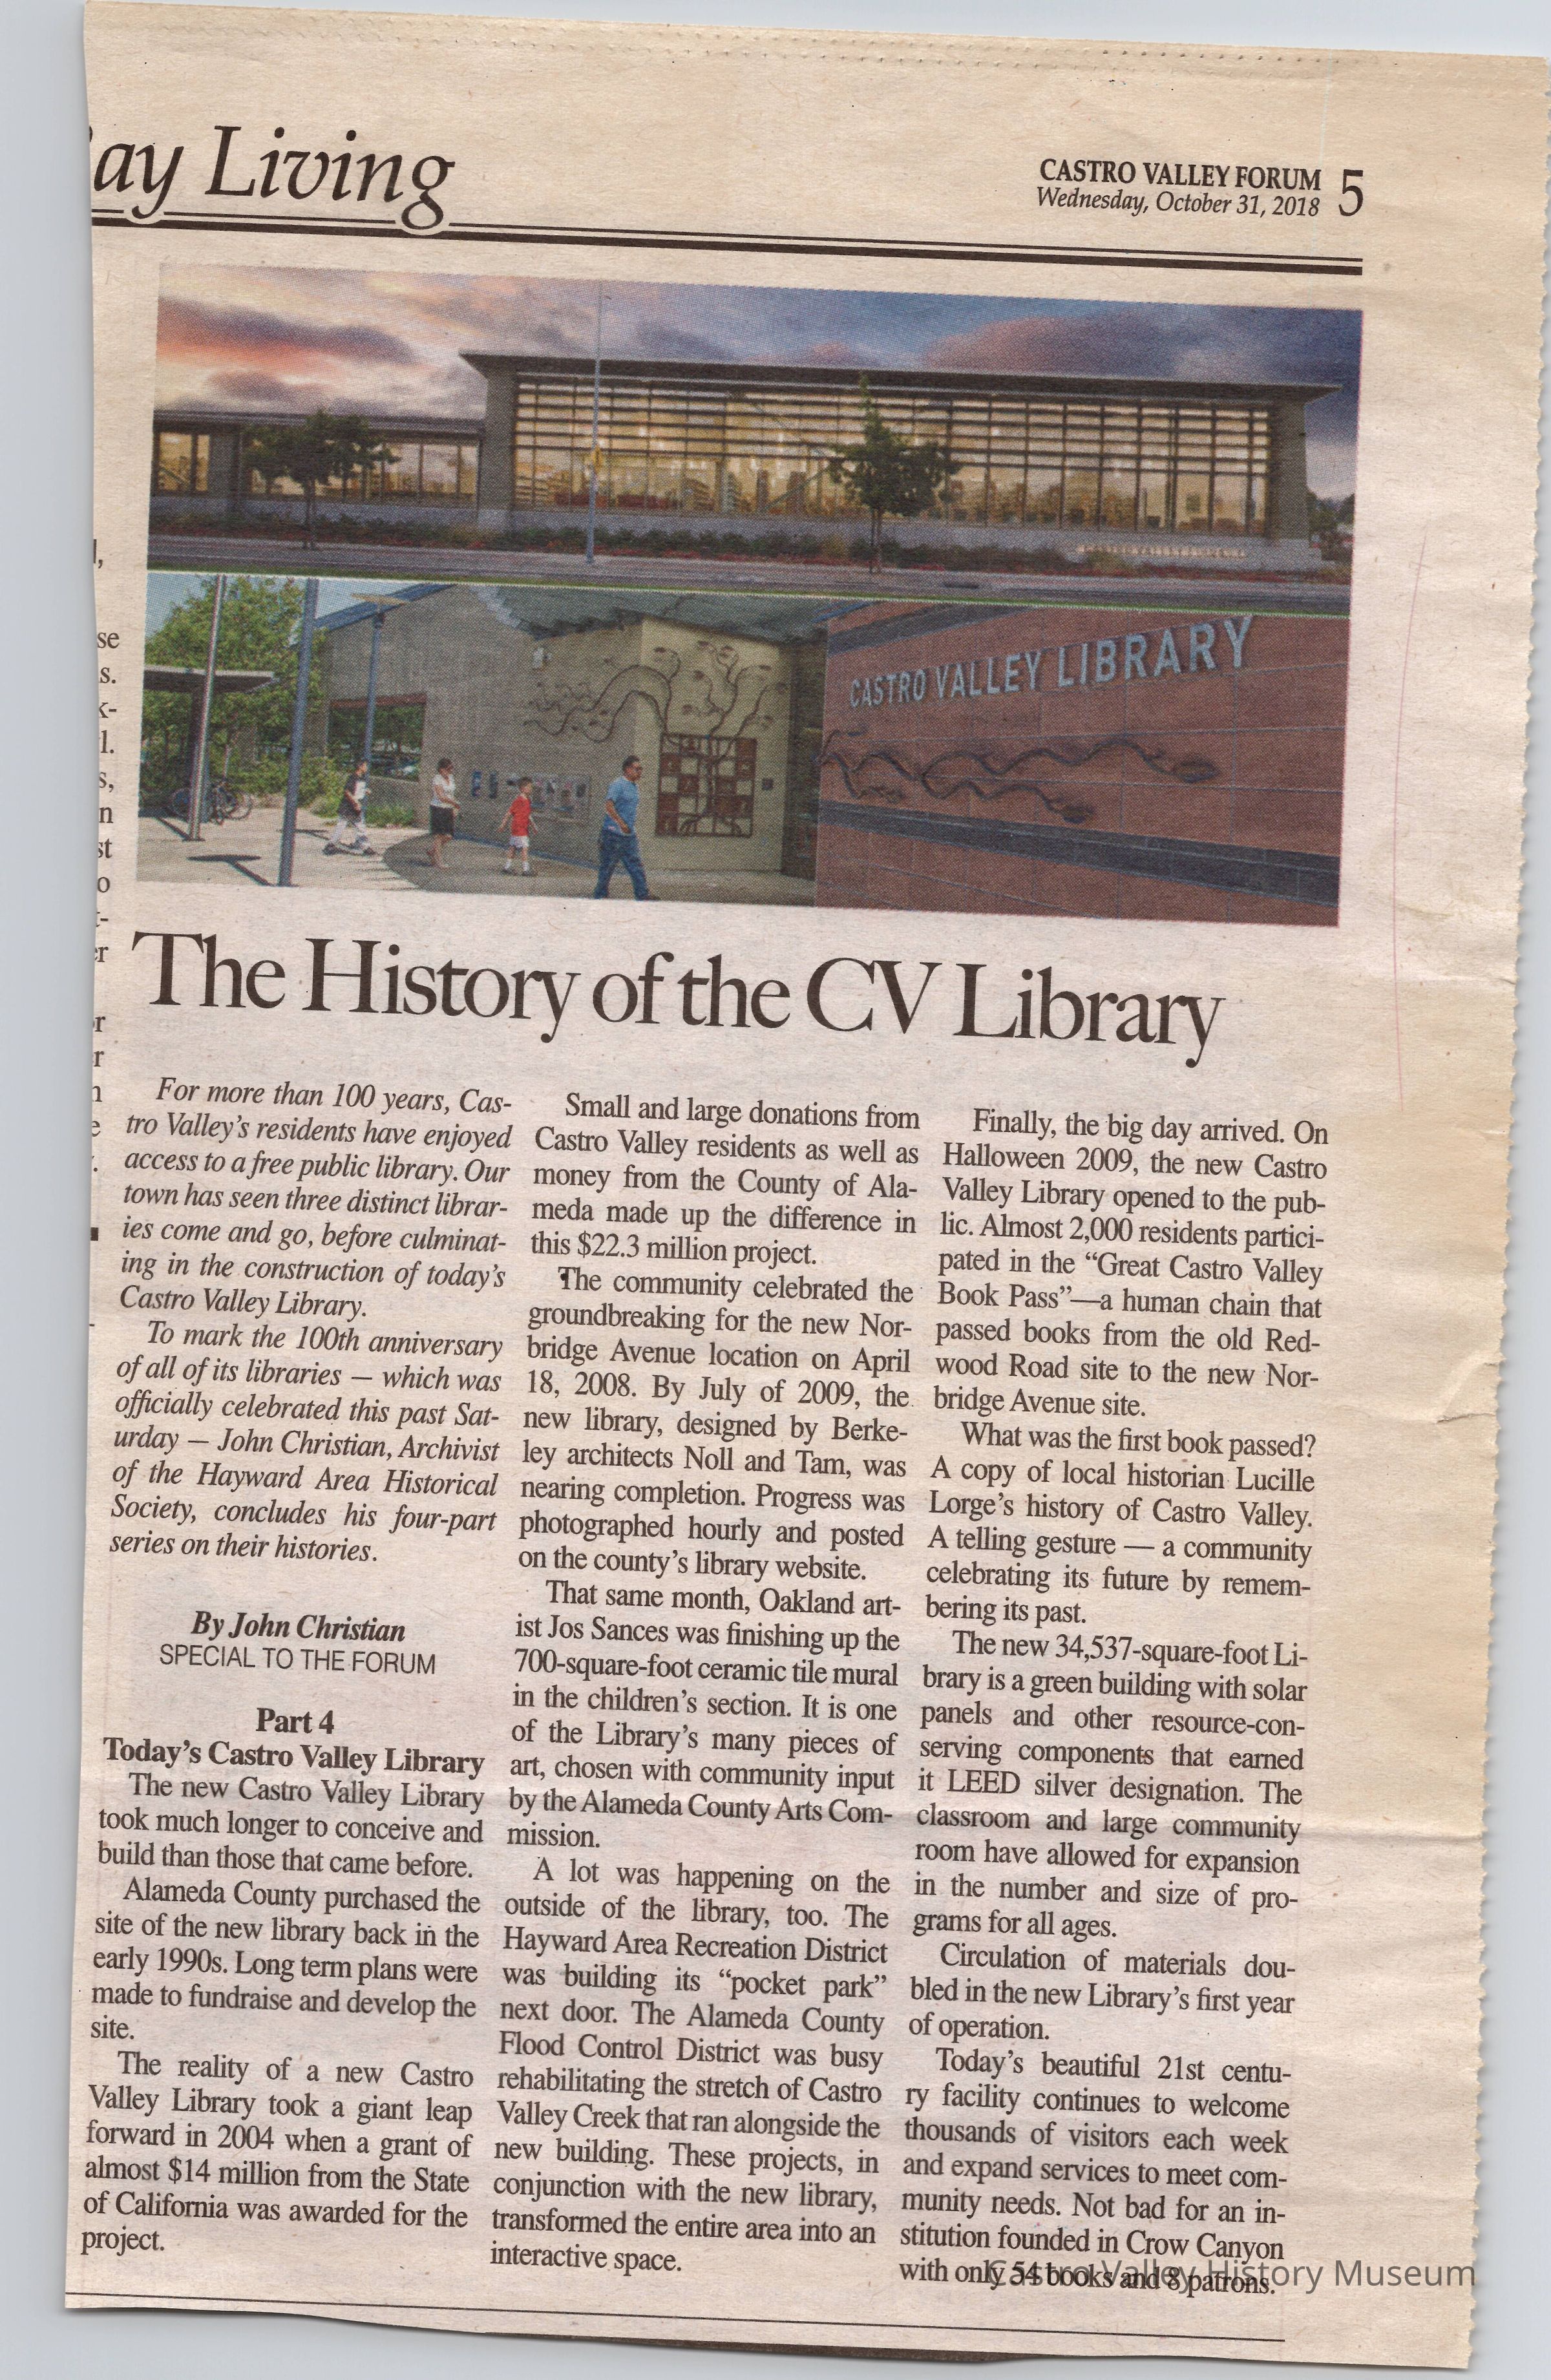 ay Living
CASTRO VALLEY FORUM
Wednesday, October 31, 2018
5
CASTRO VALLEY LIBRARY
The History of the CV Library
For more than 100 years, Cas-
tro Valley's residents have enjoyed
access to a free public library. Our
town has seen three distinct librar-
ies come and go, before culminat-
ing in the construction of today's
Castro Valley Library.
To mark the 100th anniversary
of all of its libraries — which was
officially celebrated this past Sat-
urday — John Christian, Archivist
of the Hayward Area Historical
Society, concludes his four-part
series on their histories.
By John Christian
SPECIAL TO THE FORUM
Part 4
Today's Castro Valley Library
The new Castro Valley Library
took much longer to conceive and
build than those that came before.
Alameda County purchased the
site of the new library back in the
early 1990s. Long term plans were
made to fundraise and develop the
site.
The reality of a new Castro
Valley Library took a giant leap
forward in 2004 when a grant of
almost $14 million from the State
of California was awarded for the
project.
Small and large donations from
Castro Valley residents as well as
money from the County of Ala-
meda made up the difference in
this $22.3 million project.
The community celebrated the
groundbreaking for the new Nor-
bridge Avenue location on April
18, 2008. By July of 2009, the
new library, designed by Berke-
ley architects Noll and Tam, was
nearing completion. Progress was
photographed hourly and posted
on the county's library website.
That same month, Oakland art-
ist Jos Sances was finishing up the
700-square-foot ceramic tile mural
in the children's section. It is one
of the Library's many pieces of
art, chosen with community input
by the Alameda County Arts Com-
mission.
A lot was happening on the
outside of the library, too. The
Hayward Area Recreation District
was building its "pocket park"
next door. The Alameda County
Flood Control District was busy
rehabilitating the stretch of Castro
Valley Creek that ran alongside the
new building. These projects, in
conjunction with the new library,
transformed the entire area into an
interactive space.
Finally, the big day arrived. On
Halloween 2009, the new Castro
Valley Library opened to the pub-
lic. Almost 2,000 residents partici-
pated in the "Great Castro Valley
Book Pass"—a human chain that
passed books from the old Red-
wood Road site to the new Nor-
bridge Avenue site.
What was the first book passed?
A copy of local historian Lucille
Lorge's history of Castro Valley.
A telling gesture — a community
celebrating its future by remem-
bering its past.
The new 34,537-square-foot Li-
brary is a green building with solar
panels and other resource-con-
serving components that earned
it LEED silver designation. The
classroom and large community
room have allowed for expansion
in the number and size of pro-
grams for all ages.
Circulation of materials dou-
bled in the new Library's first year
of operation.
Today's beautiful 21st centu-
ry facility continues to welcome
thousands of visitors each week
and expand services to meet com-
munity needs. Not bad for an in-
stitution founded in Crow Canyon
with only 54 books and 8 patrons.
Castro Valley History Museum